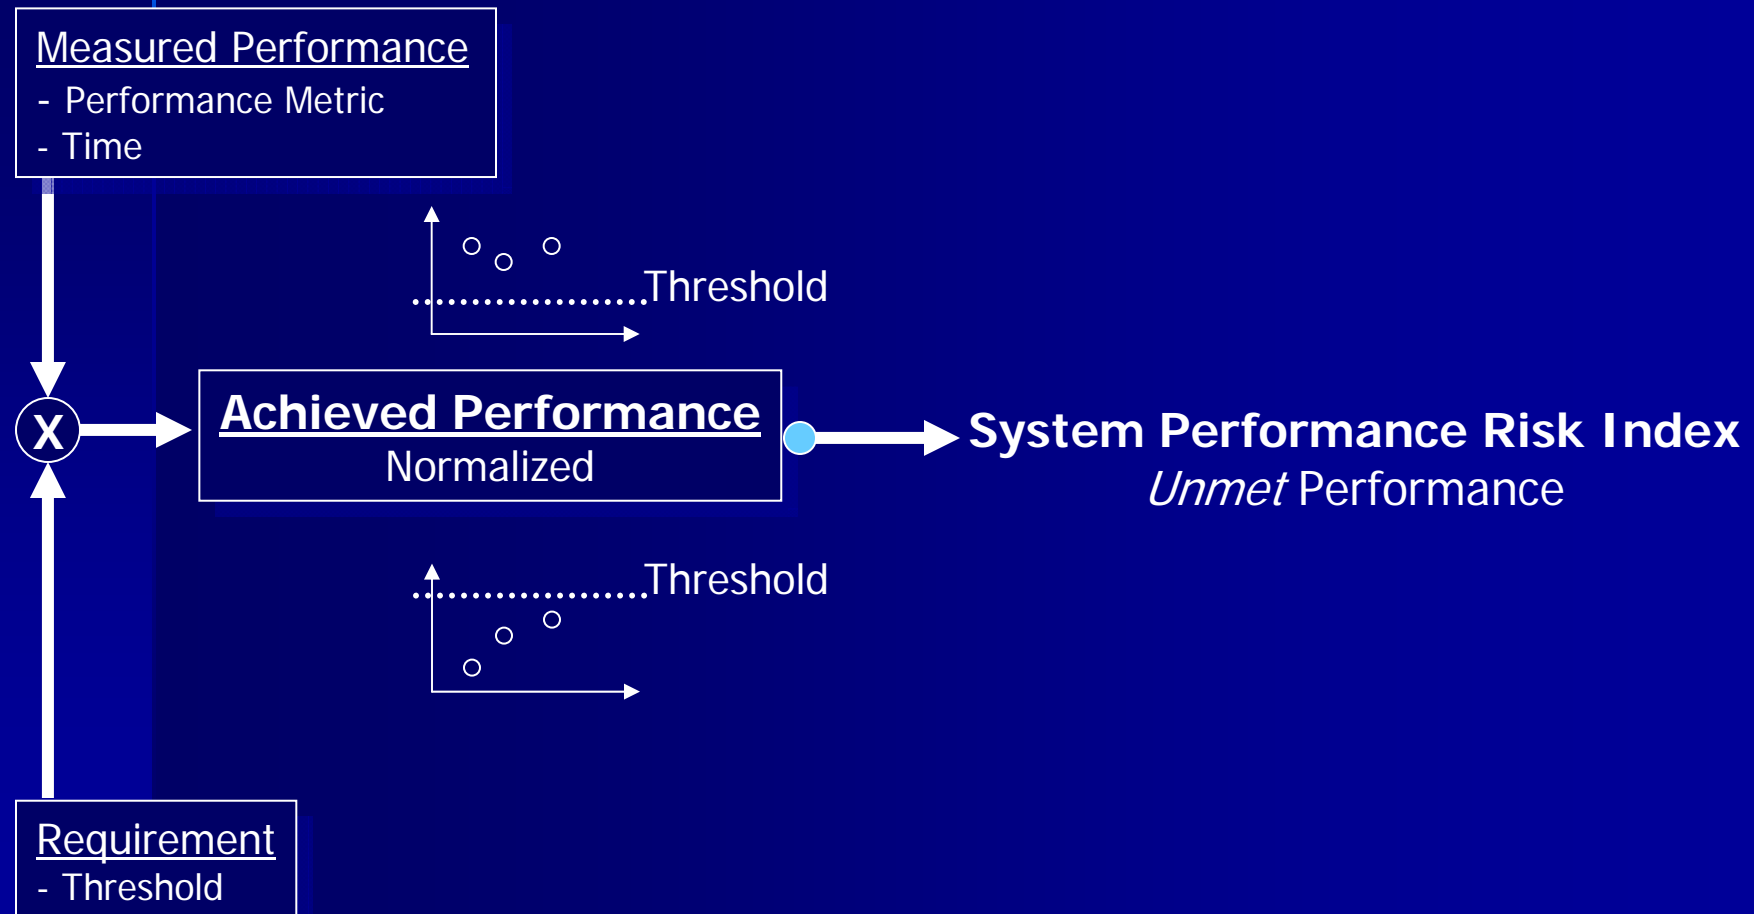 Measured Performance
- Performance Metric
- Time
Threshold
X
Achieved Performance
Normalized
System Performance Risk Index
Unmet Performance
Threshold
Requirement
- Threshold